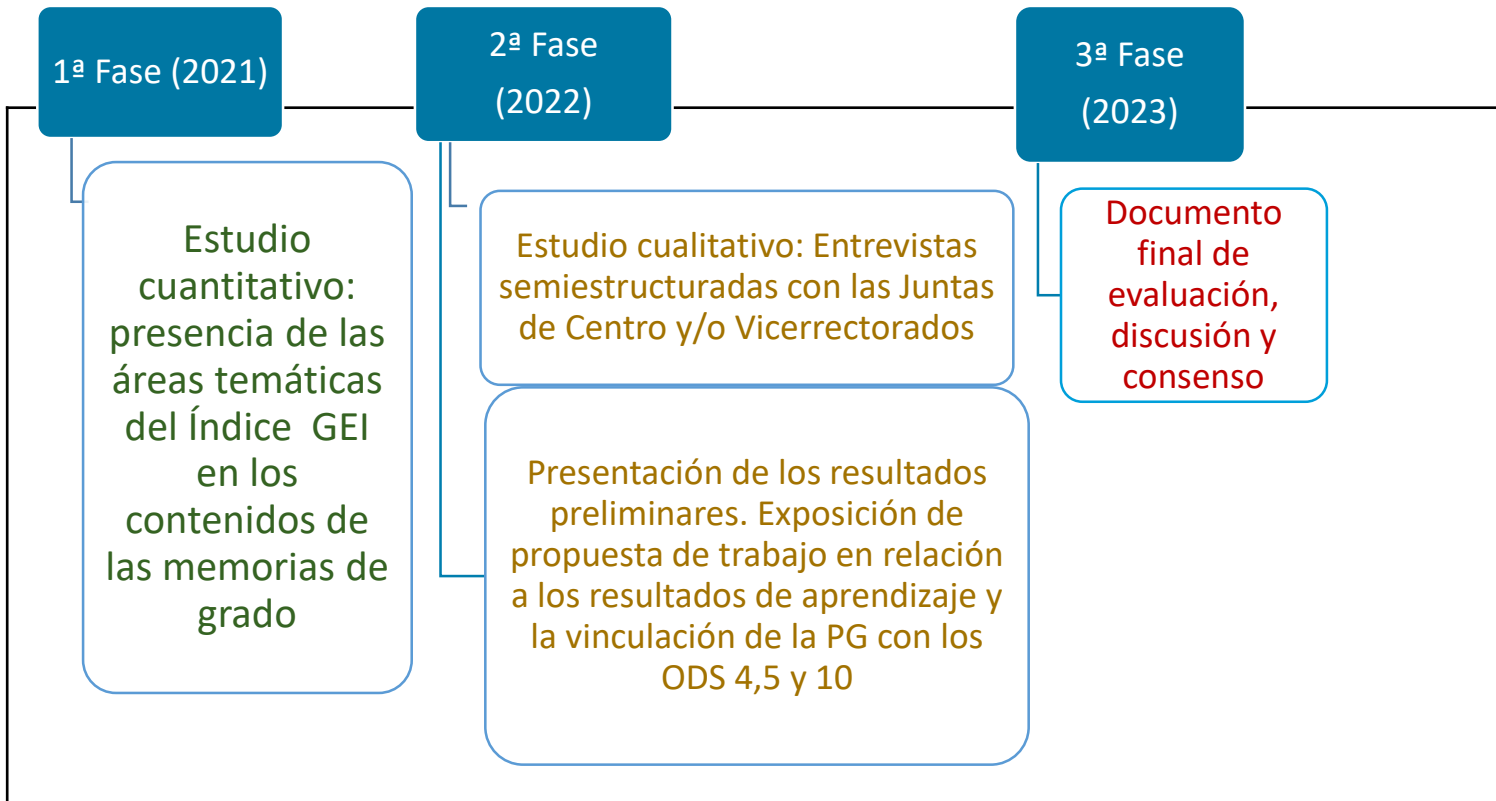 1ª Fase (2021)
Estudio
cuantitativo:
presencia de las
áreas temáticas
del Índice GEI
en los
contenidos de
las memorias de
grado
2ª Fase
(2022)
Estudio cualitativo: Entrevistas
semiestructuradas con las Juntas
de Centro y/o Vicerrectorados
Presentación de los resultados
preliminares. Exposición de
propuesta de trabajo en relación
a los resultados de aprendizaje y
la vinculación de la PG con los
ODS 4,5 y 10
3ª Fase
(2023)
Documento
final de
evaluación,
discusión y
consenso